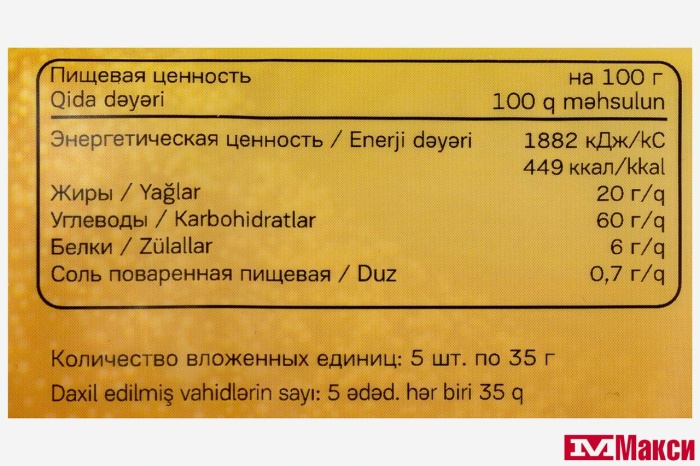 Пищевая ценность на 100 г
Qida dəyəri 100 q məhsulun
Энергетическая ценность / Enerji dəyəri 1882 кДж/kC
449 ккал/kkal
Жиры / Yağlar 20 г/q
Углеводы / Karbohidratlar 60 г/q
Белки / Zülallar 6 г/q
Соль поваренная пищевая / Duz 0,7 г/q
Количество вложенных единиц: 5 шт. по 35 г
Daxil edilmiş vahidlərin sayı: 5 ədəd. hər biri 35 q
Макси